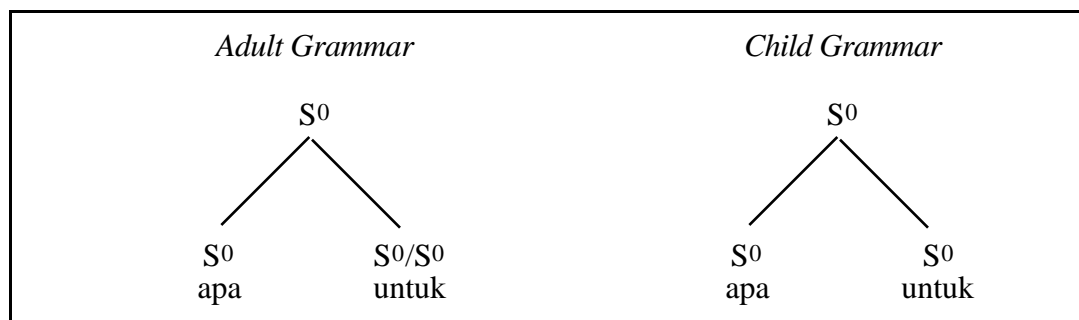 Adult Grammar Child Grammar
S0 S0
S0 S0/S0 S0 S0
apa untuk apa untuk